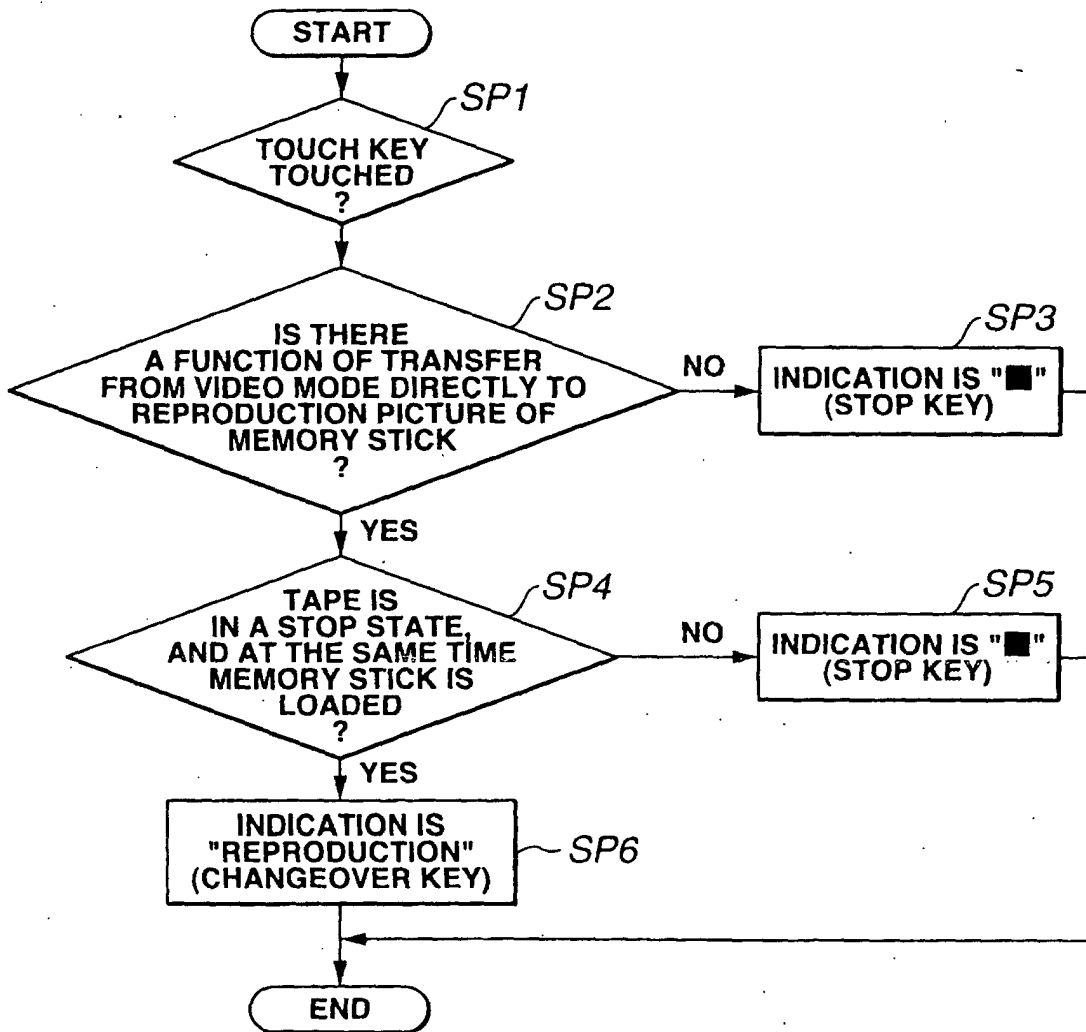 START
SP1
TOUCH KEY
TOUCHED
?
SP2
IS THERE
A FUNCTION OF TRANSFER
FROM VIDEO MODE DIRECTLY TO
REPRODUCTION PICTURE OF
MEMORY STICK
?
NO
SP3
INDICATION IS "■"
(STOP KEY)
YES
SP4
TAPE IS
IN A STOP STATE,
AND AT THE SAME TIME
MEMORY STICK IS
LOADED
?
NO
SP5
INDICATION IS "■"
(STOP KEY)
YES
INDICATION IS
"REPRODUCTION"
(CHANGEOVER KEY)
SP6
END